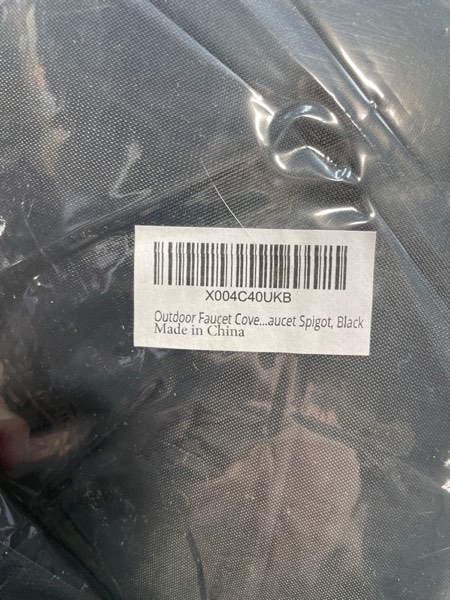 X004C40UKB
Outdoor Faucet Cove...aucet Spigot, Black
Made in China